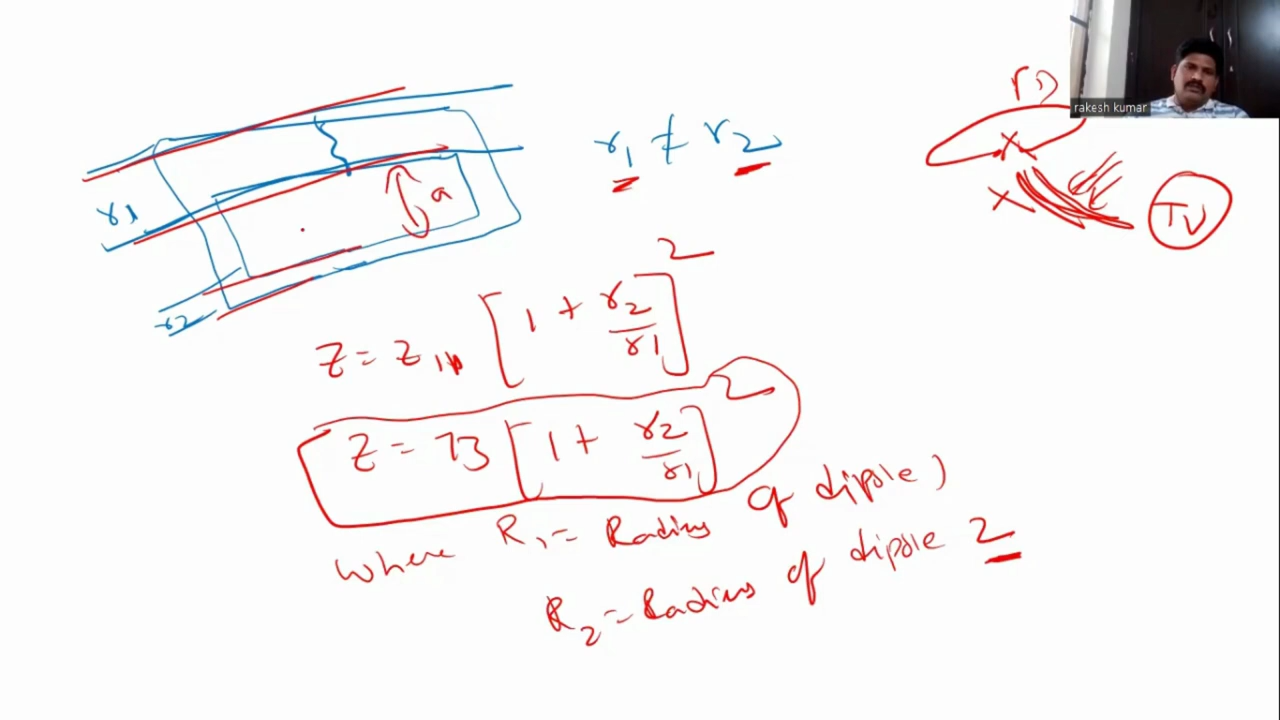 rakesh kumar
r1 ≠ r2
r1
a
r2
TV
Z = Z11 [1 + r2/r1]^2
Z = 73 [1 + r2/r1]^2
where R1 = Radius of dipole 1
R2 = Radius of dipole 2